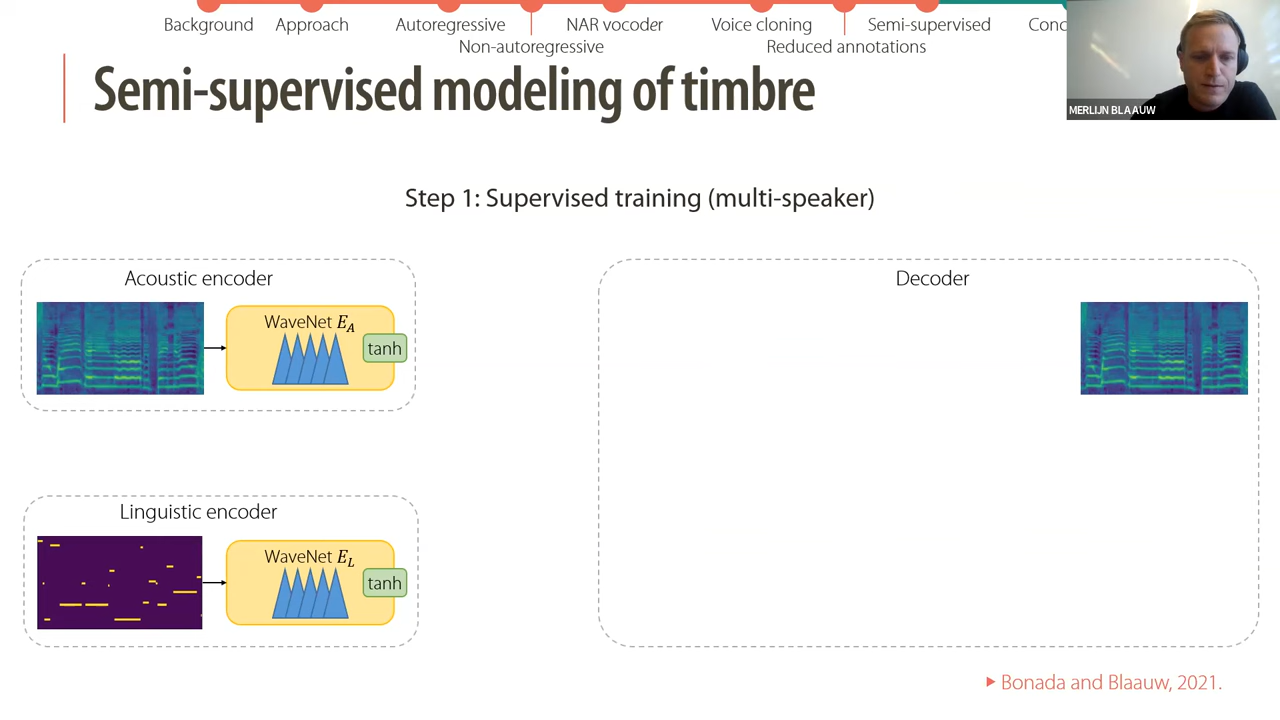 Background Approach Autoregressive NAR vocoder Voice cloning Semi-supervised
Non-autoregressive Reduced annotations
MERLIJN BLAAUW
Semi-supervised modeling of timbre
Step 1: Supervised training (multi-speaker)
Acoustic encoder
WaveNet E_A
tanh
Linguistic encoder
WaveNet E_L
tanh
Decoder
Bonada and Blaauw, 2021.